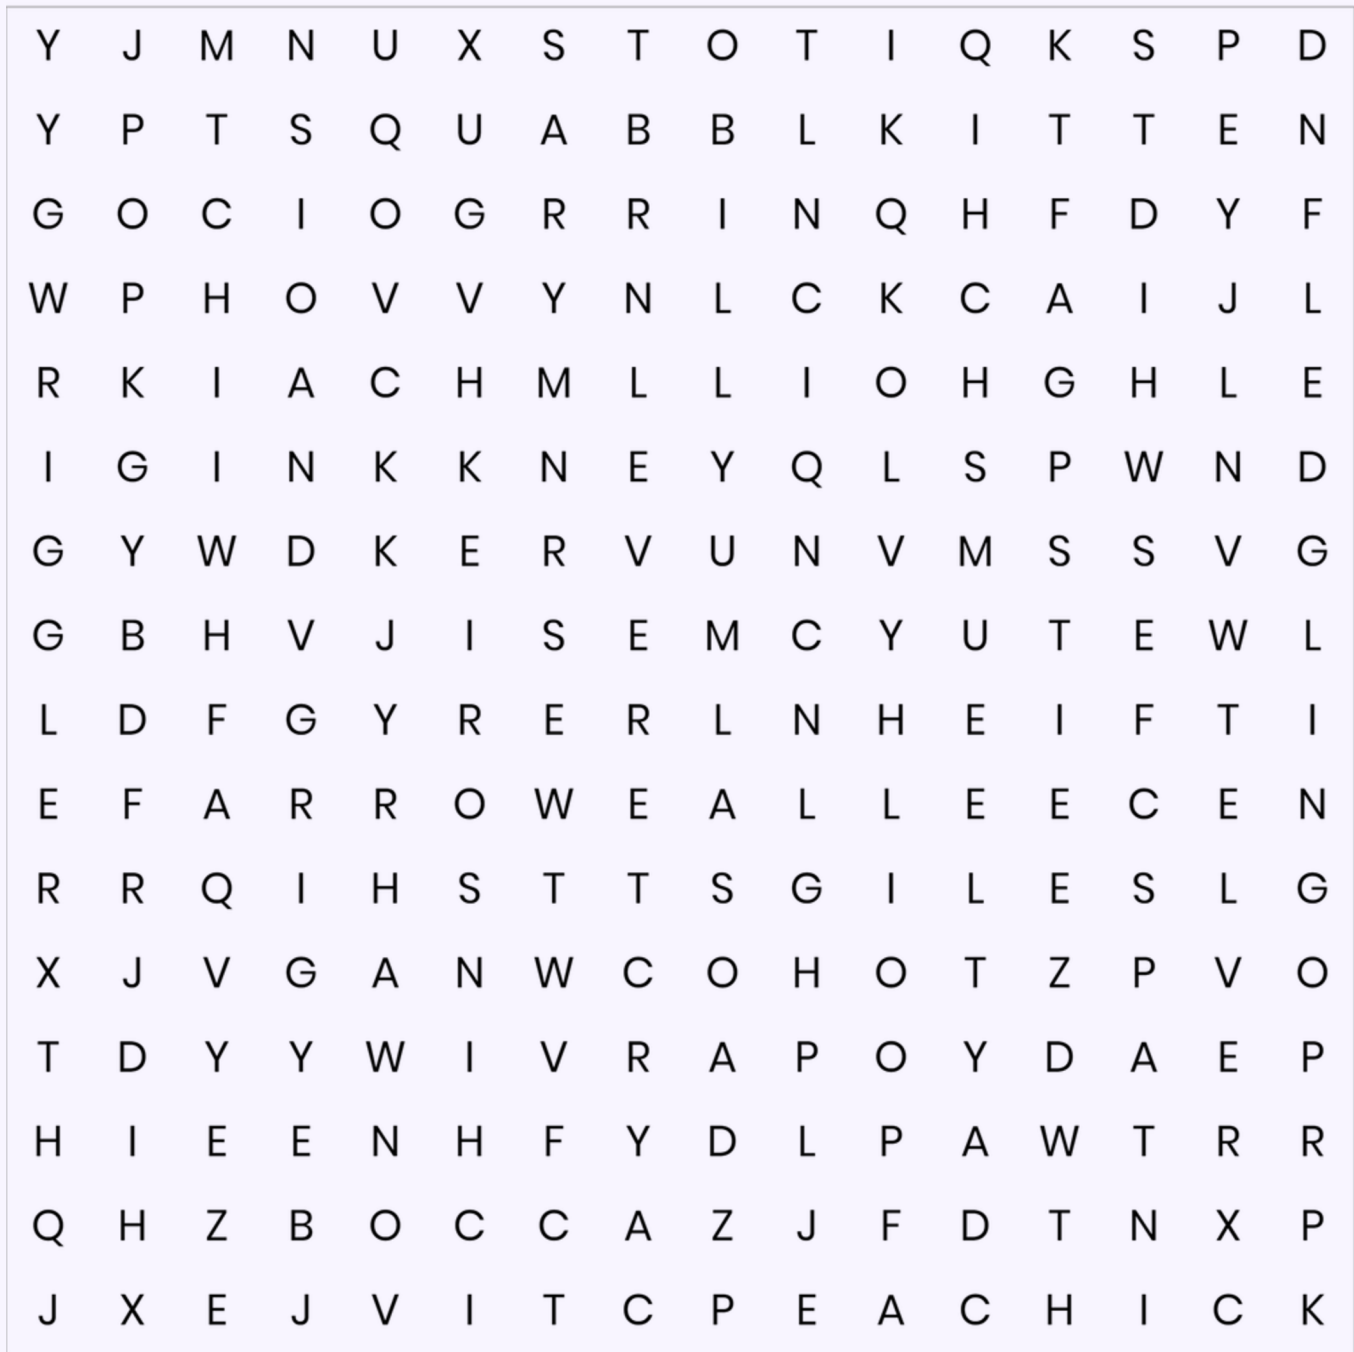 Y J M N U X S T O T I Q K S P D
Y P T S Q U A B B L K I T T E N
G O C I O G R R I N Q H F D Y F
W P H O V V Y N L C K C A I J L
R K I A C H M L L I O H G H L E
I G I N K K N E Y Q L S P W N D
G Y W D K E R V U N V M S S V G
G B H V J I S E M C Y U T E W L
L D F G Y R E R L N H E I F T I
E F A R R O W E A L L E E C E N
R R Q I H S T T S G I L E S L G
X J V G A N W C O H O T Z P V O
T D Y Y W I V R A P O Y D A E P
H I E E N H F Y D L P A W T R R
Q H Z B O C C A Z J F D T N X P
J X E J V I T C P E A C H I C K